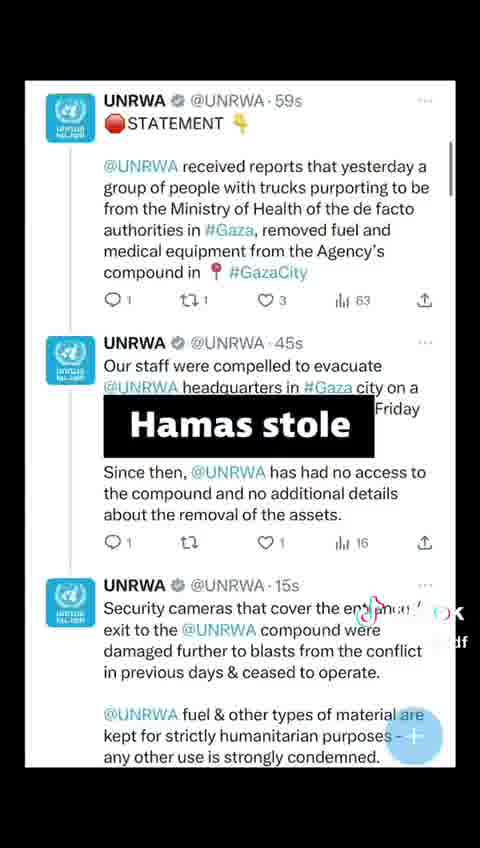 UNRWA @UNRWA · 59s
🛑STATEMENT 👇
@UNRWA received reports that yesterday a
group of people with trucks purporting to be
from the Ministry of Health of the de facto
authorities in #Gaza, removed fuel and
medical equipment from the Agency's
compound in 📍 #GazaCity
1 1 3 63
UNRWA @UNRWA · 45s
Our staff were compelled to evacuate
@UNRWA headquarters in #Gaza city on a
Friday
Hamas stole
Since then, @UNRWA has had no access to
the compound and no additional details
about the removal of the assets.
1 1 16
UNRWA @UNRWA · 15s
Security cameras that cover the
exit to the @UNRWA compound were
damaged further to blasts from the conflict
in previous days & ceased to operate.
@UNRWA fuel & other types of material are
kept for strictly humanitarian purposes -
any other use is strongly condemned.